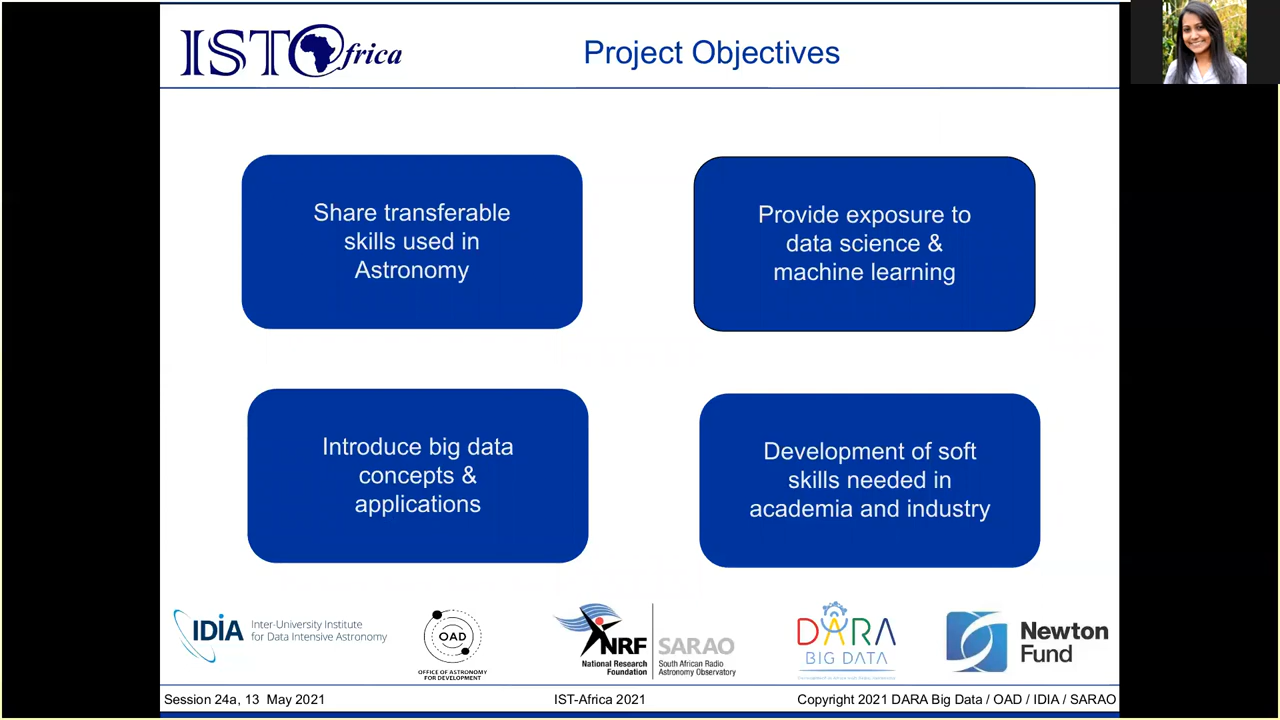 IST Africa
Project Objectives
Share transferable
skills used in
Astronomy
Provide exposure to
data science &
machine learning
Introduce big data
concepts &
applications
Development of soft
skills needed in
academia and industry
IDIA
Inter-University Institute
for Data Intensive Astronomy
OAD
OFFICE OF ASTRONOMY
FOR DEVELOPMENT
NRF
National Research
Foundation
SARAO
South African Radio
Astronomy Observatory
DARA
BIG DATA
Newton
Fund
Session 24a, 13 May 2021
IST-Africa 2021
Copyright 2021 DARA Big Data / OAD / IDIA / SARAO